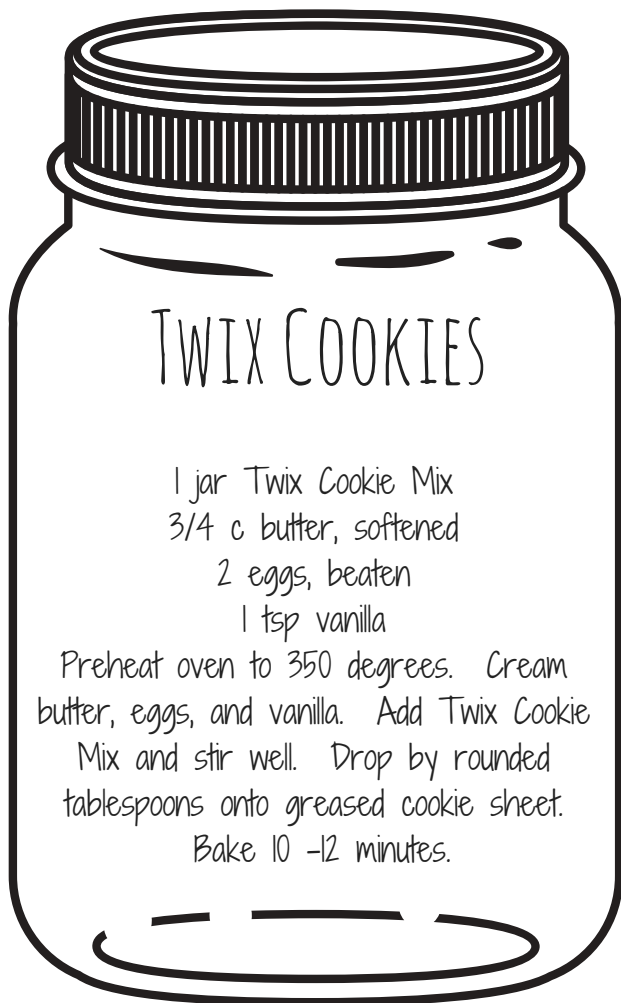 Twix Cookies
1 jar Twix Cookie Mix
3/4 c butter, softened
2 eggs, beaten
1 tsp vanilla
Preheat oven to 350 degrees. Cream
butter, eggs, and vanilla. Add Twix Cookie
Mix and stir well. Drop by rounded
tablespoons onto greased cookie sheet.
Bake 10 -12 minutes.